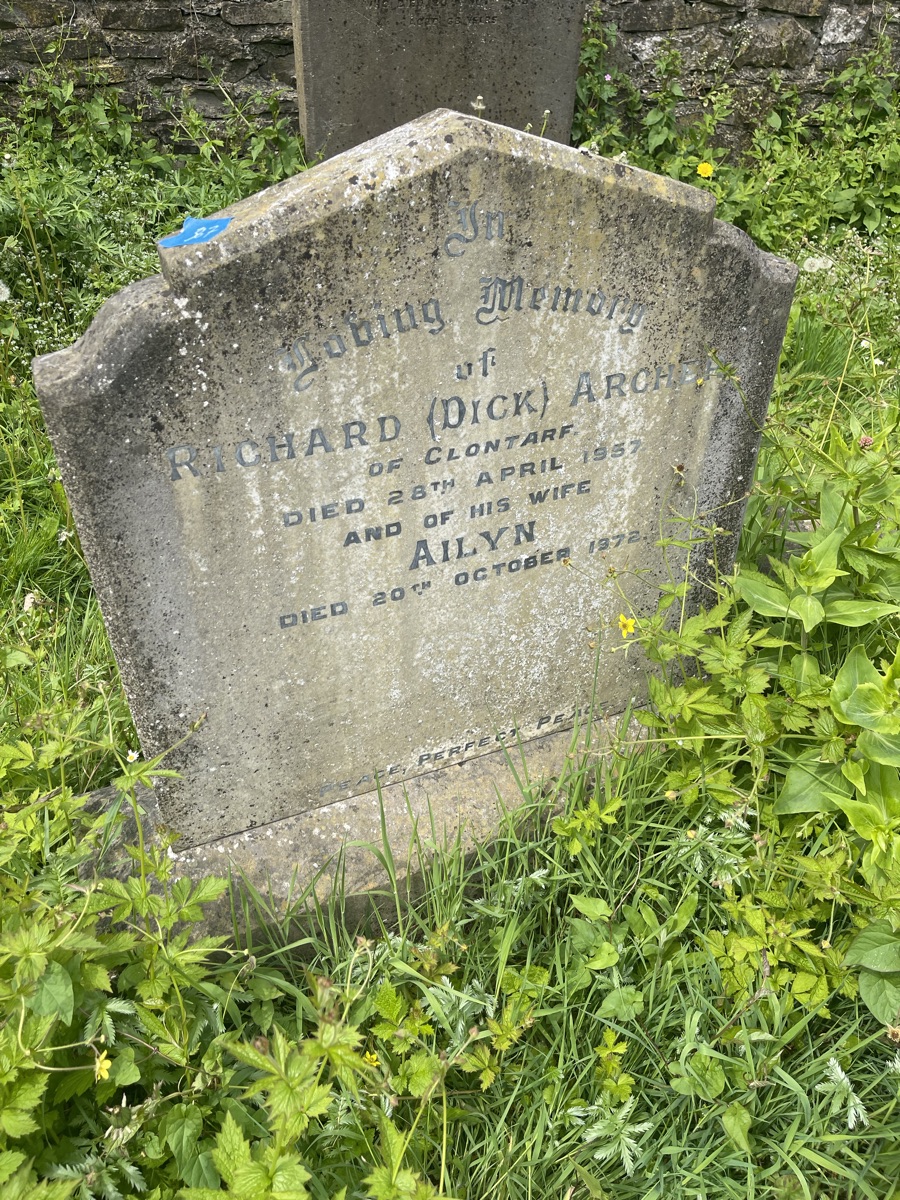 87
In
Loving Memory
of
RICHARD (DICK) ARCHER
OF CLONTARF.
DIED 28TH APRIL 1957
AND OF HIS WIFE
AILYN
DIED 20TH OCTOBER 1972.
PEACE, PERFECT PEACE